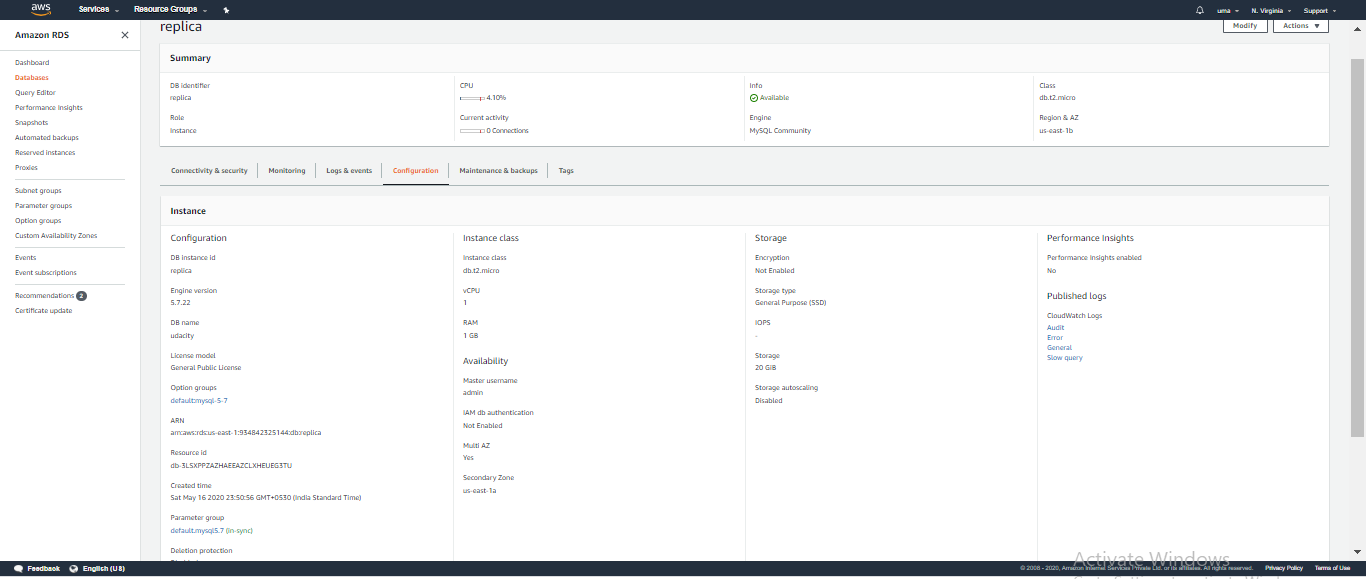 aws Services Resource Groups uma N. Virginia Support
Amazon RDS
Dashboard
Databases
Query Editor
Performance Insights
Snapshots
Automated backups
Reserved instances
Proxies
Subnet groups
Parameter groups
Option groups
Custom Availability Zones
Events
Event subscriptions
Recommendations 2
Certificate update
replica
Modify Actions
Summary
DB identifier
replica
Role
Instance
CPU
4.10%
Current activity
0 Connections
Info
Available
Engine
MySQL Community
Class
db.t2.micro
Region & AZ
us-east-1b
Connectivity & security Monitoring Logs & events Configuration Maintenance & backups Tags
Instance
Configuration
DB instance id
replica
Engine version
5.7.22
DB name
udacity
License model
General Public License
Option groups
default:mysql-5-7
ARN
arn:aws:rds:us-east-1:934842325144:db:replica
Resource id
db-3LSXPPZAZHAEEAZCLXHEUEG3TU
Created time
Sat May 16 2020 23:50:56 GMT+0530 (India Standard Time)
Parameter group
default.mysql5.7 (in-sync)
Deletion protection
Instance class
Instance class
db.t2.micro
vCPU
1
RAM
1 GB
Availability
Master username
admin
IAM db authentication
Not Enabled
Multi AZ
Yes
Secondary Zone
us-east-1a
Storage
Encryption
Not Enabled
Storage type
General Purpose (SSD)
IOPS
-
Storage
20 GiB
Storage autoscaling
Disabled
Performance Insights
Performance Insights enabled
No
Published logs
CloudWatch Logs
Audit
Error
General
Slow query
Activate Windows
Feedback English (US) © 2008 - 2020, Amazon Internet Services Private Ltd. or its affiliates. All rights reserved. Privacy Policy Terms of Use